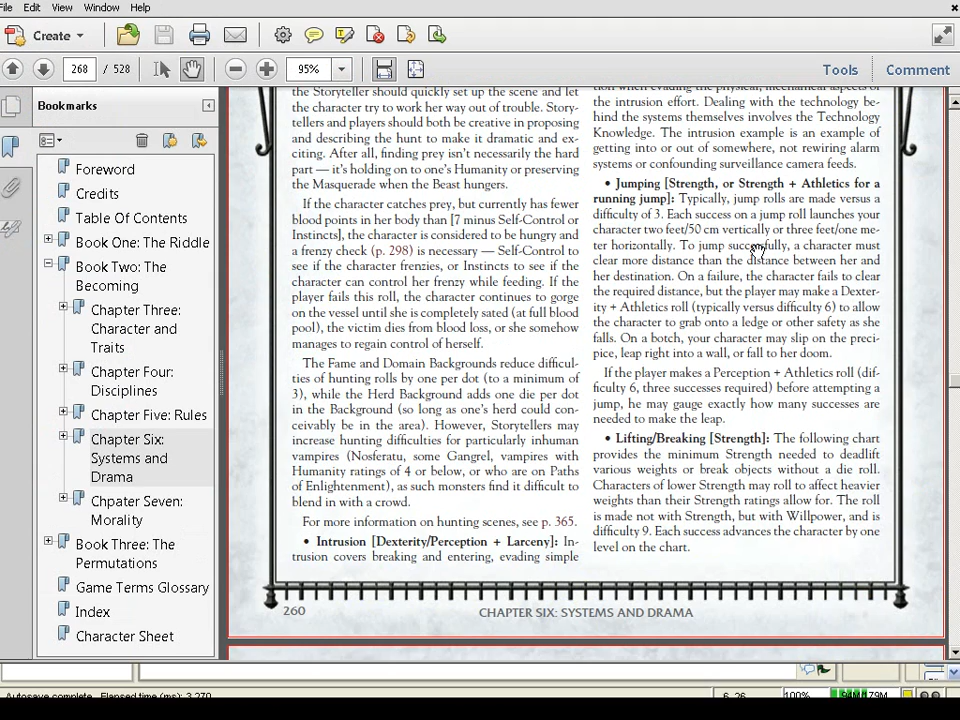 File Edit View Window Help
Create
268 / 528 95% Tools Comment
Bookmarks
Foreword
Credits
Table Of Contents
Book One: The Riddle
Book Two: The
Becoming
Chapter Three:
Character and
Traits
Chapter Four:
Disciplines
Chapter Five: Rules
Chapter Six:
Systems and
Drama
Chpater Seven:
Morality
Book Three: The
Permutations
Game Terms Glossary
Index
Character Sheet
the Storyteller should quickly set up the scene and let
the character try to work her way out of trouble. Story-
tellers and players should both be creative in proposing
and describing the hunt to make it dramatic and ex-
citing. After all, finding prey isn't necessarily the hard
part — it's holding on to one's Humanity or preserving
the Masquerade when the Beast hungers.
If the character catches prey, but currently has fewer
blood points in her body than [7 minus Self-Control or
Instincts], the character is considered to be hungry and
a frenzy check (p. 298) is necessary — Self-Control to
see if the character frenzies, or Instincts to see if the
character can control her frenzy while feeding. If the
player fails this roll, the character continues to gorge
on the vessel until she is completely sated (at full blood
pool), the victim dies from blood loss, or she somehow
manages to regain control of herself.
The Fame and Domain Backgrounds reduce difficul-
ties of hunting rolls by one per dot (to a minimum of
3), while the Herd Background adds one die per dot
in the Background (so long as one's herd could con-
ceivably be in the area). However, Storytellers may
increase hunting difficulties for particularly inhuman
vampires (Nosferatu, some Gangrel, vampires with
Humanity ratings of 4 or below, or who are on Paths
of Enlightenment), as such monsters find it difficult to
blend in with a crowd.
For more information on hunting scenes, see p. 365.
• Intrusion [Dexterity/Perception + Larceny]: In-
trusion covers breaking and entering, evading simple
tion when evading the physical, mechanical aspects of
the intrusion effort. Dealing with the technology be-
hind the systems themselves involves the Technology
Knowledge. The intrusion example is an example of
getting into or out of somewhere, not rewiring alarm
systems or confounding surveillance camera feeds.
• Jumping [Strength, or Strength + Athletics for a
running jump]: Typically, jump rolls are made versus a
difficulty of 3. Each success on a jump roll launches your
character two feet/50 cm vertically or three feet/one me-
ter horizontally. To jump successfully, a character must
clear more distance than the distance between her and
her destination. On a failure, the character fails to clear
the required distance, but the player may make a Dexter-
ity + Athletics roll (typically versus difficulty 6) to allow
the character to grab onto a ledge or other safety as she
falls. On a botch, your character may slip on the preci-
pice, leap right into a wall, or fall to her doom.
If the player makes a Perception + Athletics roll (dif-
ficulty 6, three successes required) before attempting a
jump, he may gauge exactly how many successes are
needed to make the leap.
• Lifting/Breaking [Strength]: The following chart
provides the minimum Strength needed to deadlift
various weights or break objects without a die roll.
Characters of lower Strength may roll to affect heavier
weights than their Strength ratings allow for. The roll
is made not with Strength, but with Willpower, and is
difficulty 9. Each success advances the character by one
level on the chart.
260 CHAPTER SIX: SYSTEMS AND DRAMA
Autosave complete. Elapsed time (ms): 3,270 6, 26 100% 94M/179M